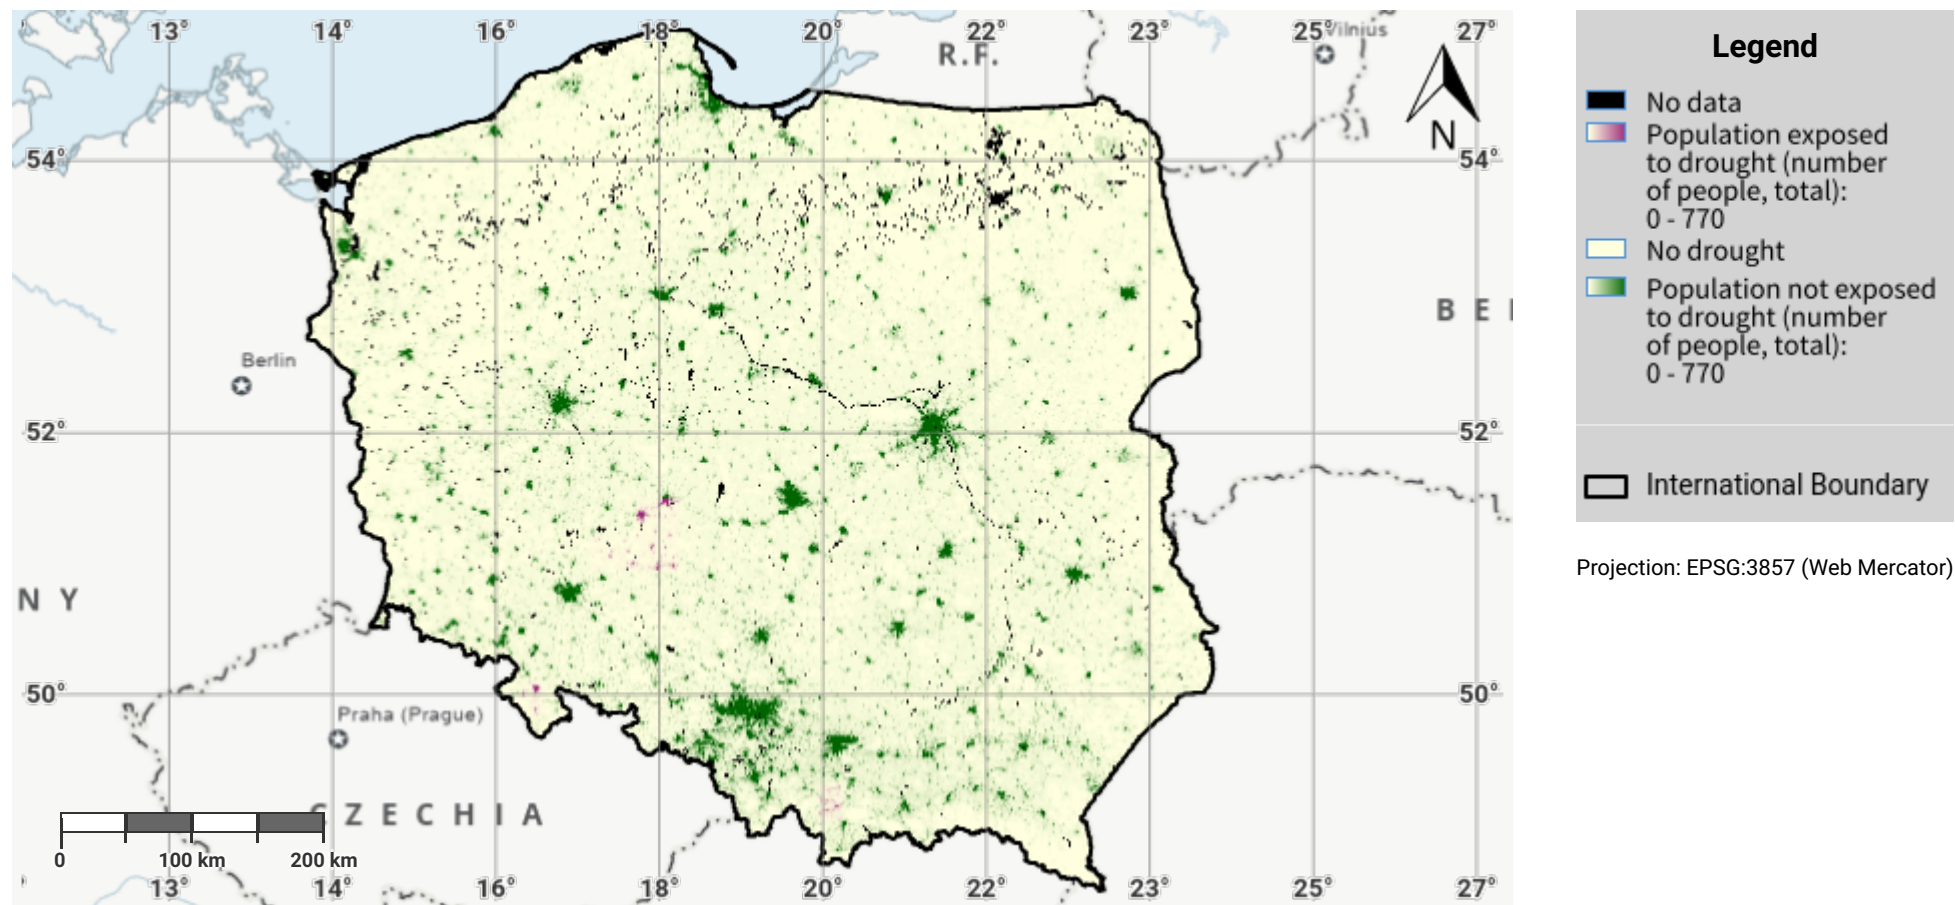 13° 14° 16° 18° 20° 22° 23° 25° 27°
Vilnius
R.F.
N
54° 54°
B E
Berlin
52° 52°
N Y
50° 50°
Praha (Prague)
C Z E C H I A
0 100 km 200 km
13° 14° 16° 18° 20° 22° 23° 25° 27°
Legend
No data
Population exposed
to drought (number
of people, total):
0 - 770
No drought
Population not exposed
to drought (number
of people, total):
0 - 770
International Boundary
Projection: EPSG:3857 (Web Mercator)